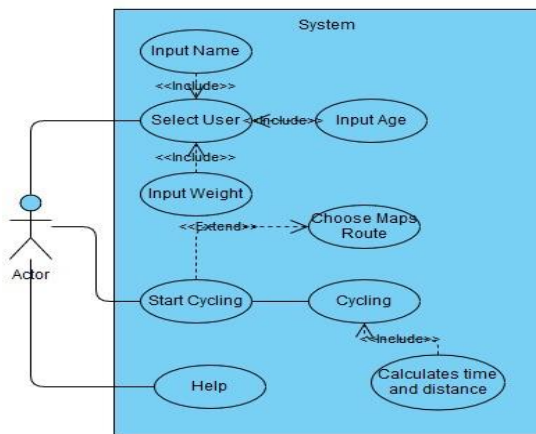 System
Input Name
<<Include>>
Select User
<<Include>>
Input Age
<<Include>>
Input Weight
<<Extend>>
Choose Maps
Route
Actor
Start Cycling
Cycling
<<Include>>
Calculates time
and distance
Help